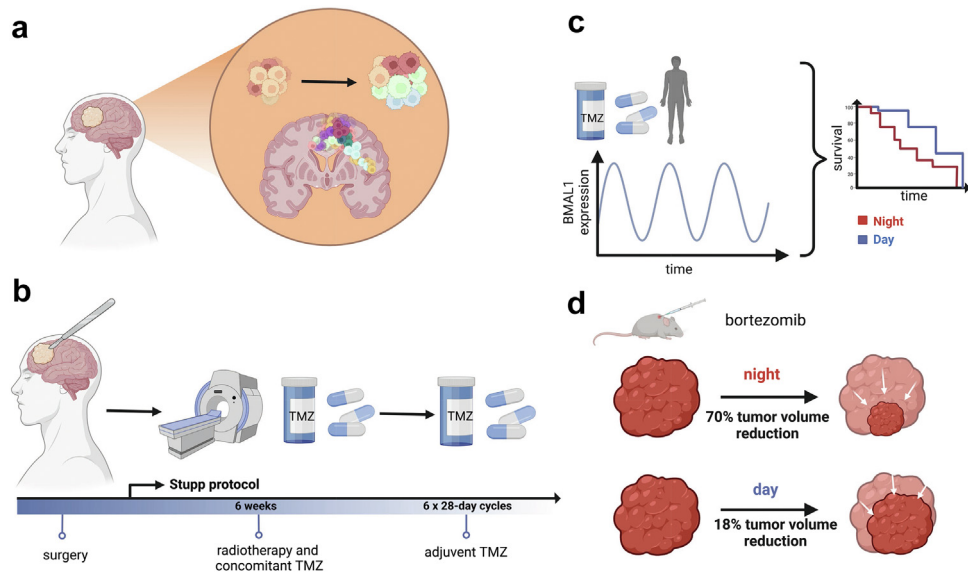 a
b
TMZ
TMZ
Stupp protocol
6 weeks
6 x 28-day cycles
surgery
radiotherapy and
concomitant TMZ
adjuvent TMZ
c
TMZ
BMAL1
expression
time
survival
100
80
60
40
20
0
time
Night
Day
d
bortezomib
night
70% tumor volume
reduction
day
18% tumor volume
reduction